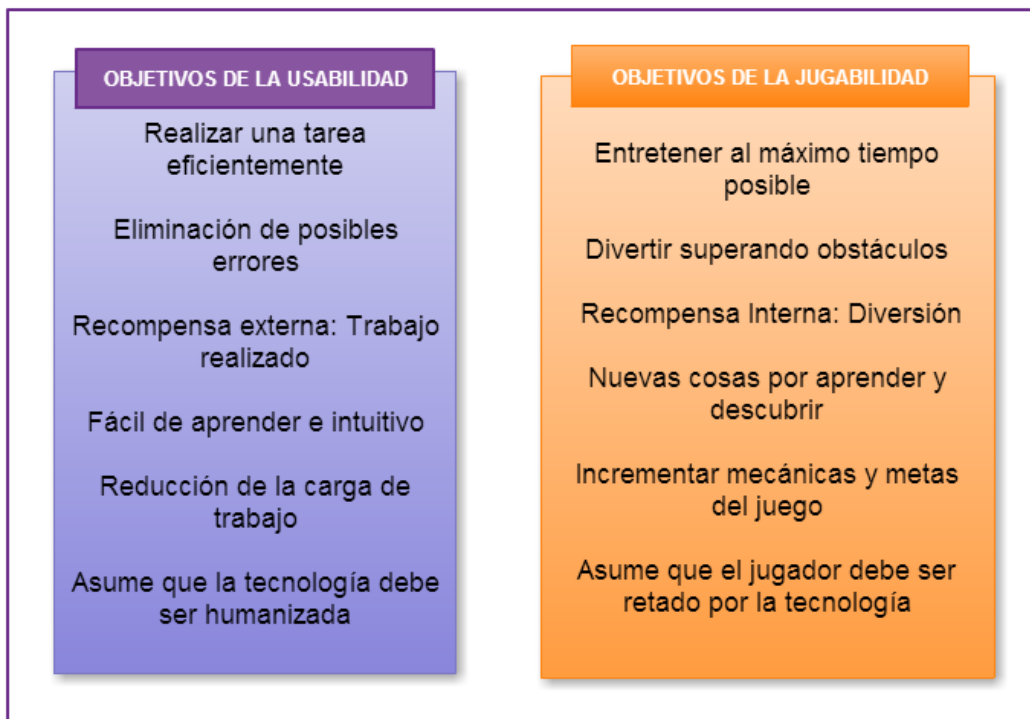 OBJETIVOS DE LA USABILIDAD
Realizar una tarea
eficientemente
Eliminación de posibles
errores
Recompensa externa: Trabajo
realizado
Fácil de aprender e intuitivo
Reducción de la carga de
trabajo
Asume que la tecnología debe
ser humanizada
OBJETIVOS DE LA JUGABILIDAD
Entretener al máximo tiempo
posible
Divertir superando obstáculos
Recompensa Interna: Diversión
Nuevas cosas por aprender y
descubrir
Incrementar mecánicas y metas
del juego
Asume que el jugador debe ser
retado por la tecnología